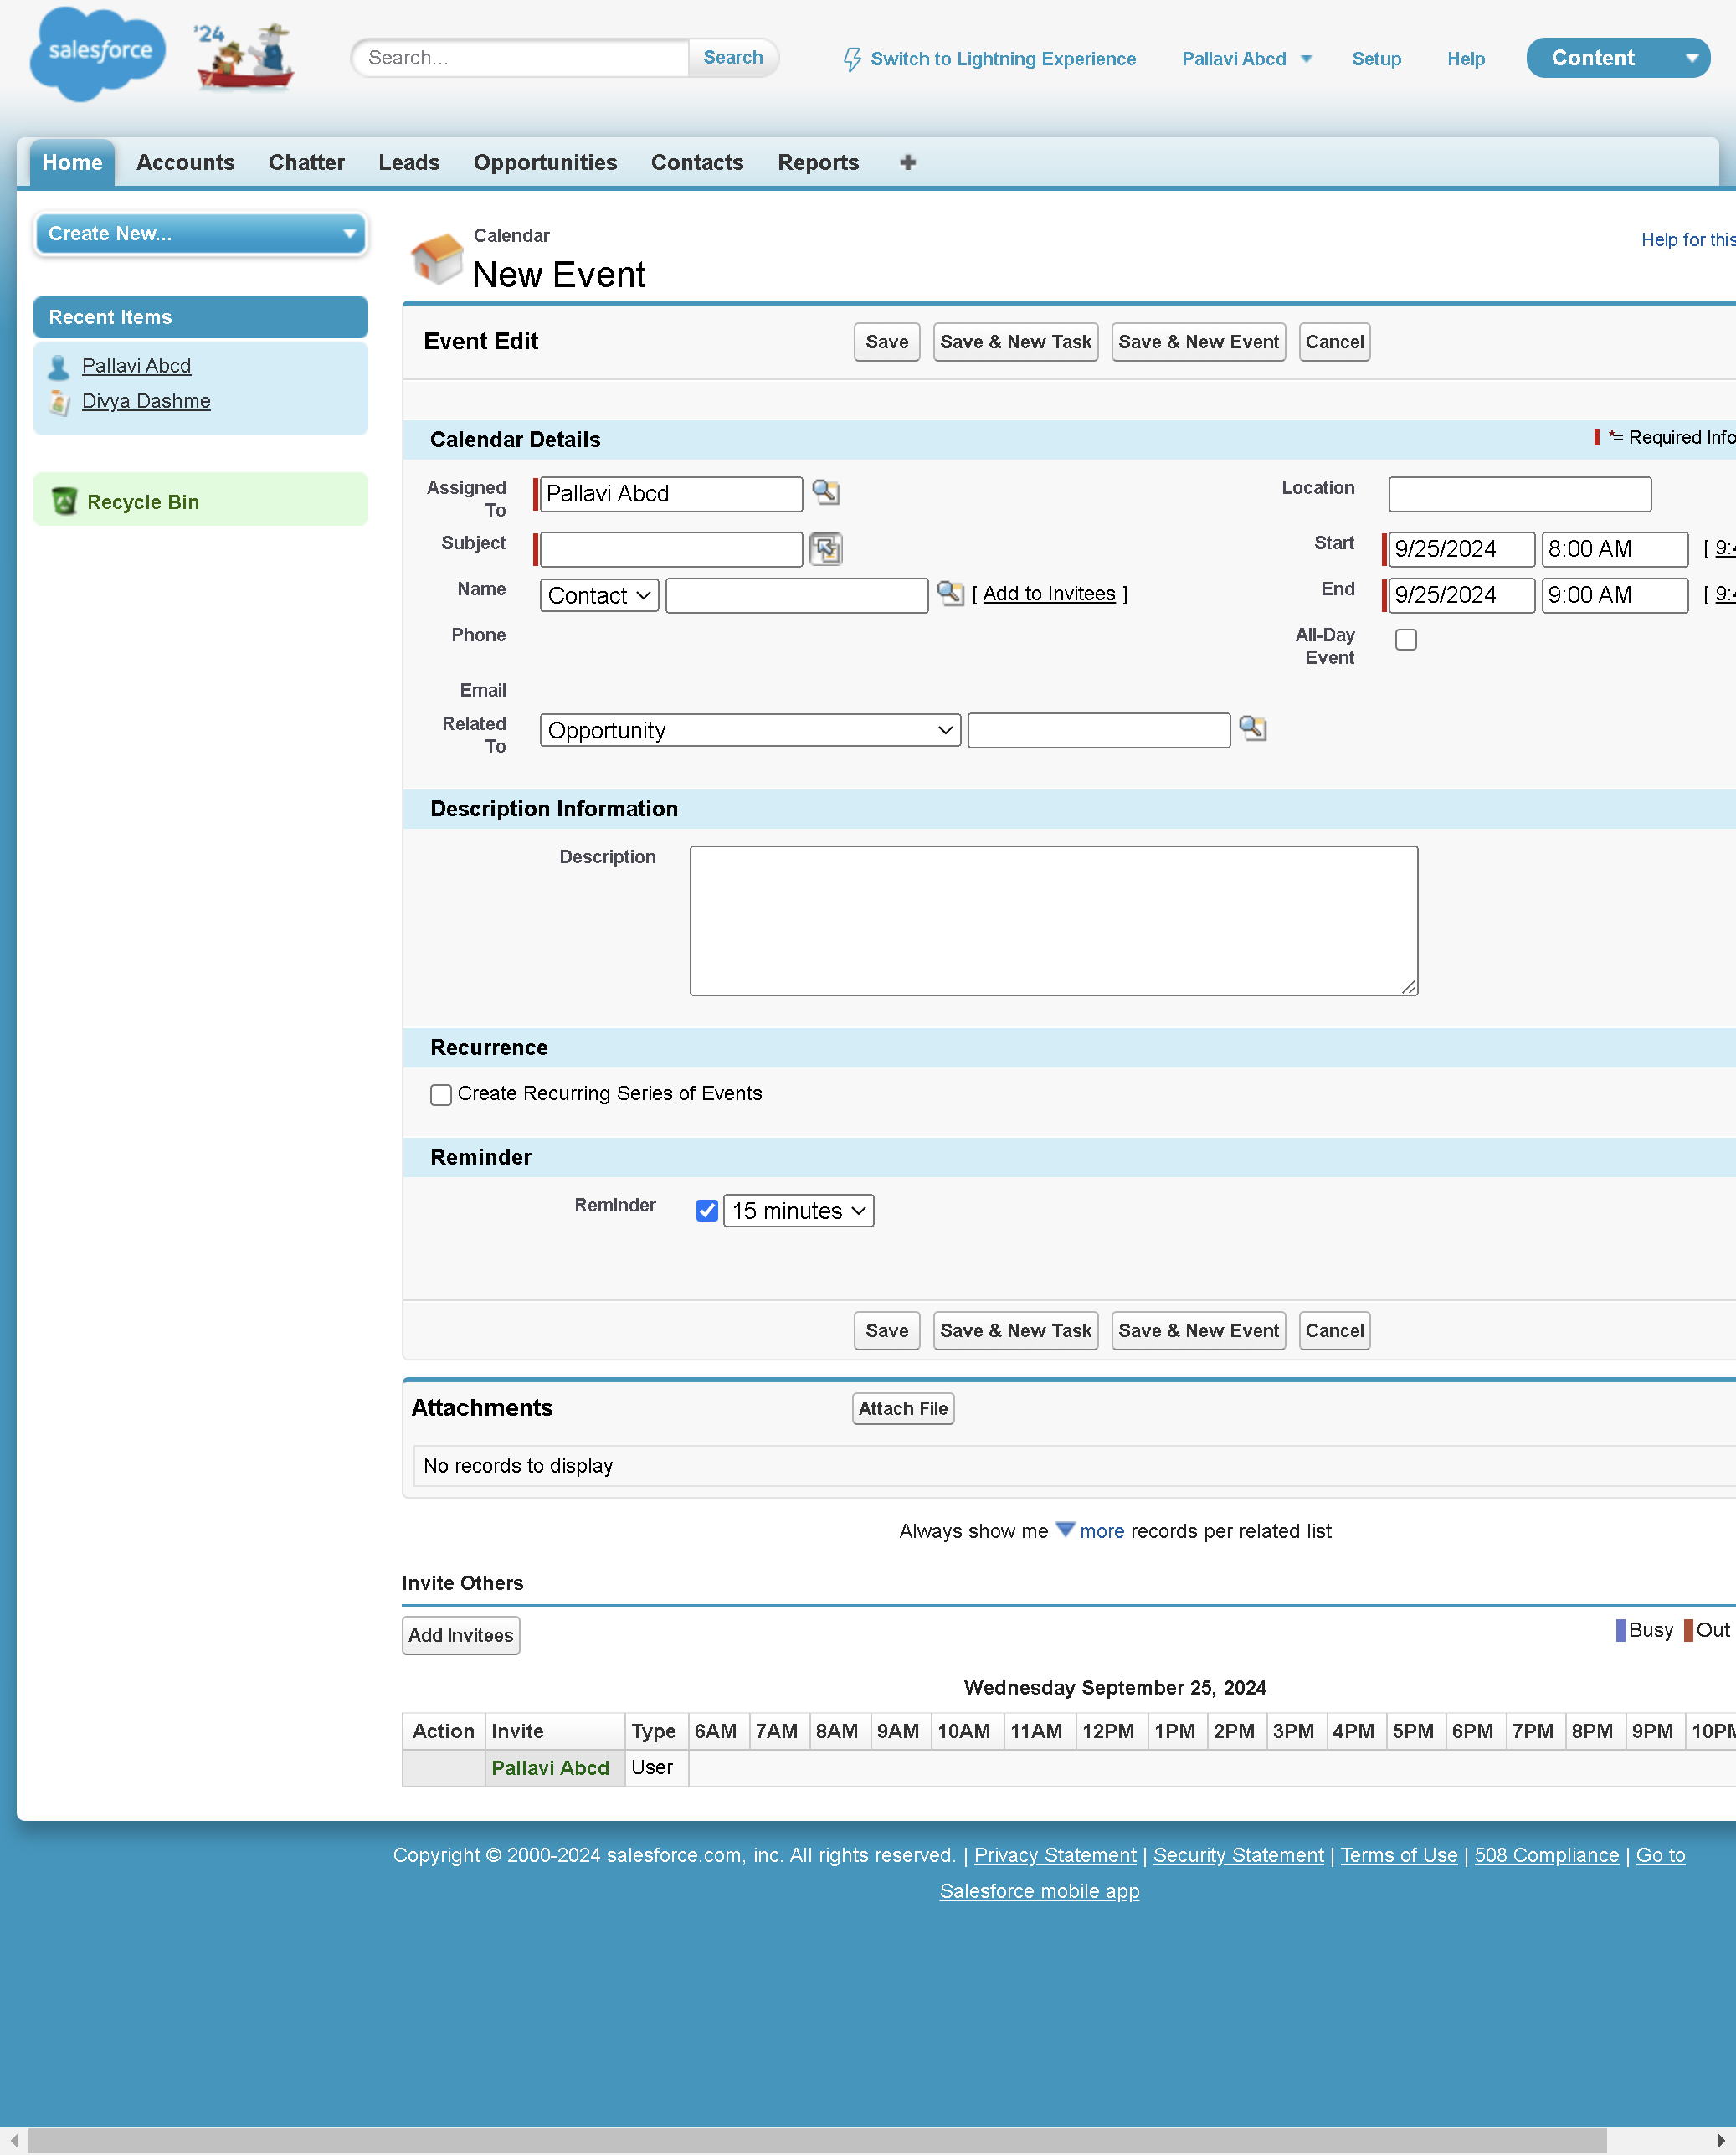 salesforce
'24
Search...
Search
Switch to Lightning Experience
Pallavi Abcd
Setup
Help
Content
Home
Accounts
Chatter
Leads
Opportunities
Contacts
Reports
Create New...
Recent Items
Pallavi Abcd
Divya Dashme
Recycle Bin
Calendar
New Event
Help for this
Event Edit
Save
Save & New Task
Save & New Event
Cancel
Calendar Details
*= Required Info
Assigned To
Pallavi Abcd
Location
Subject
Start
9/25/2024
8:00 AM
[ 9:4
Name
Contact
[ Add to Invitees ]
End
9/25/2024
9:00 AM
[ 9:4
Phone
All-Day Event
Email
Related To
Opportunity
Description Information
Description
Recurrence
Create Recurring Series of Events
Reminder
Reminder
15 minutes
Save
Save & New Task
Save & New Event
Cancel
Attachments
Attach File
No records to display
Always show me more records per related list
Invite Others
Add Invitees
Busy
Out
Wednesday September 25, 2024
Action Invite Type 6AM 7AM 8AM 9AM 10AM 11AM 12PM 1PM 2PM 3PM 4PM 5PM 6PM 7PM 8PM 9PM 10PM
Pallavi Abcd User
Copyright © 2000-2024 salesforce.com, inc. All rights reserved. | Privacy Statement | Security Statement | Terms of Use | 508 Compliance | Go to
Salesforce mobile app